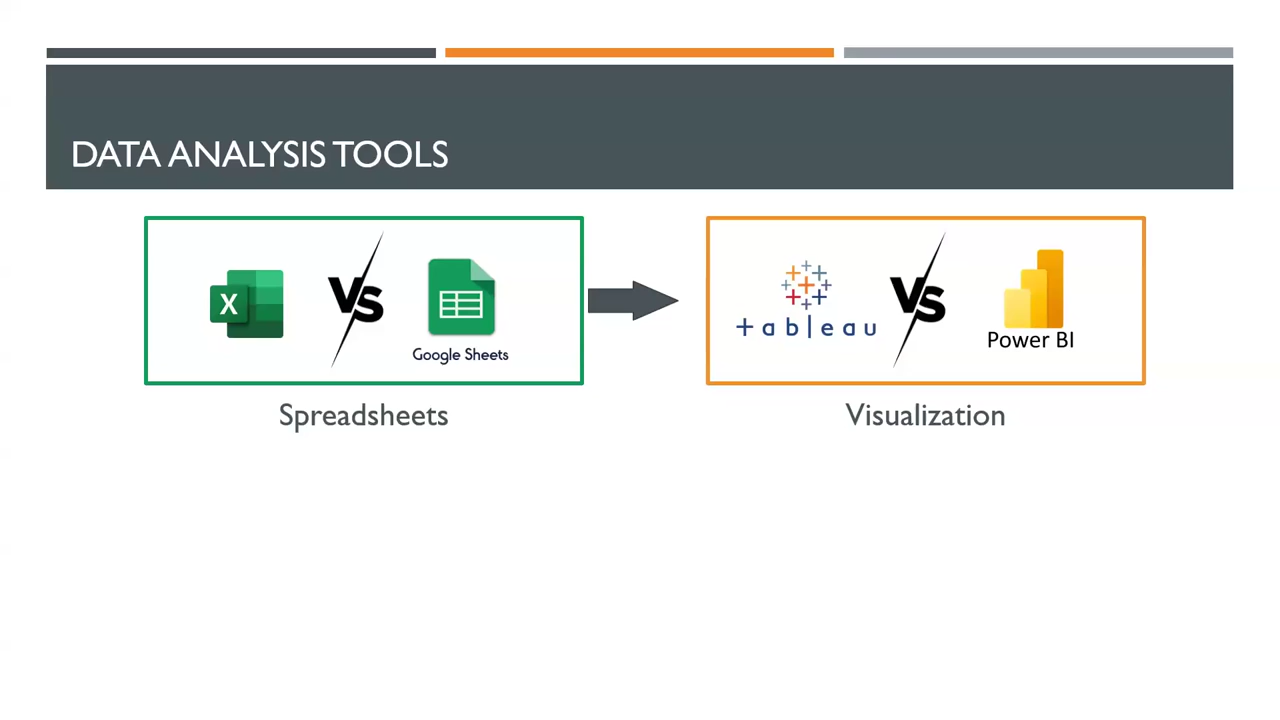 DATA ANALYSIS TOOLS
X
VS
Google Sheets
Spreadsheets
+ a b | e a u
VS
Power BI
Visualization